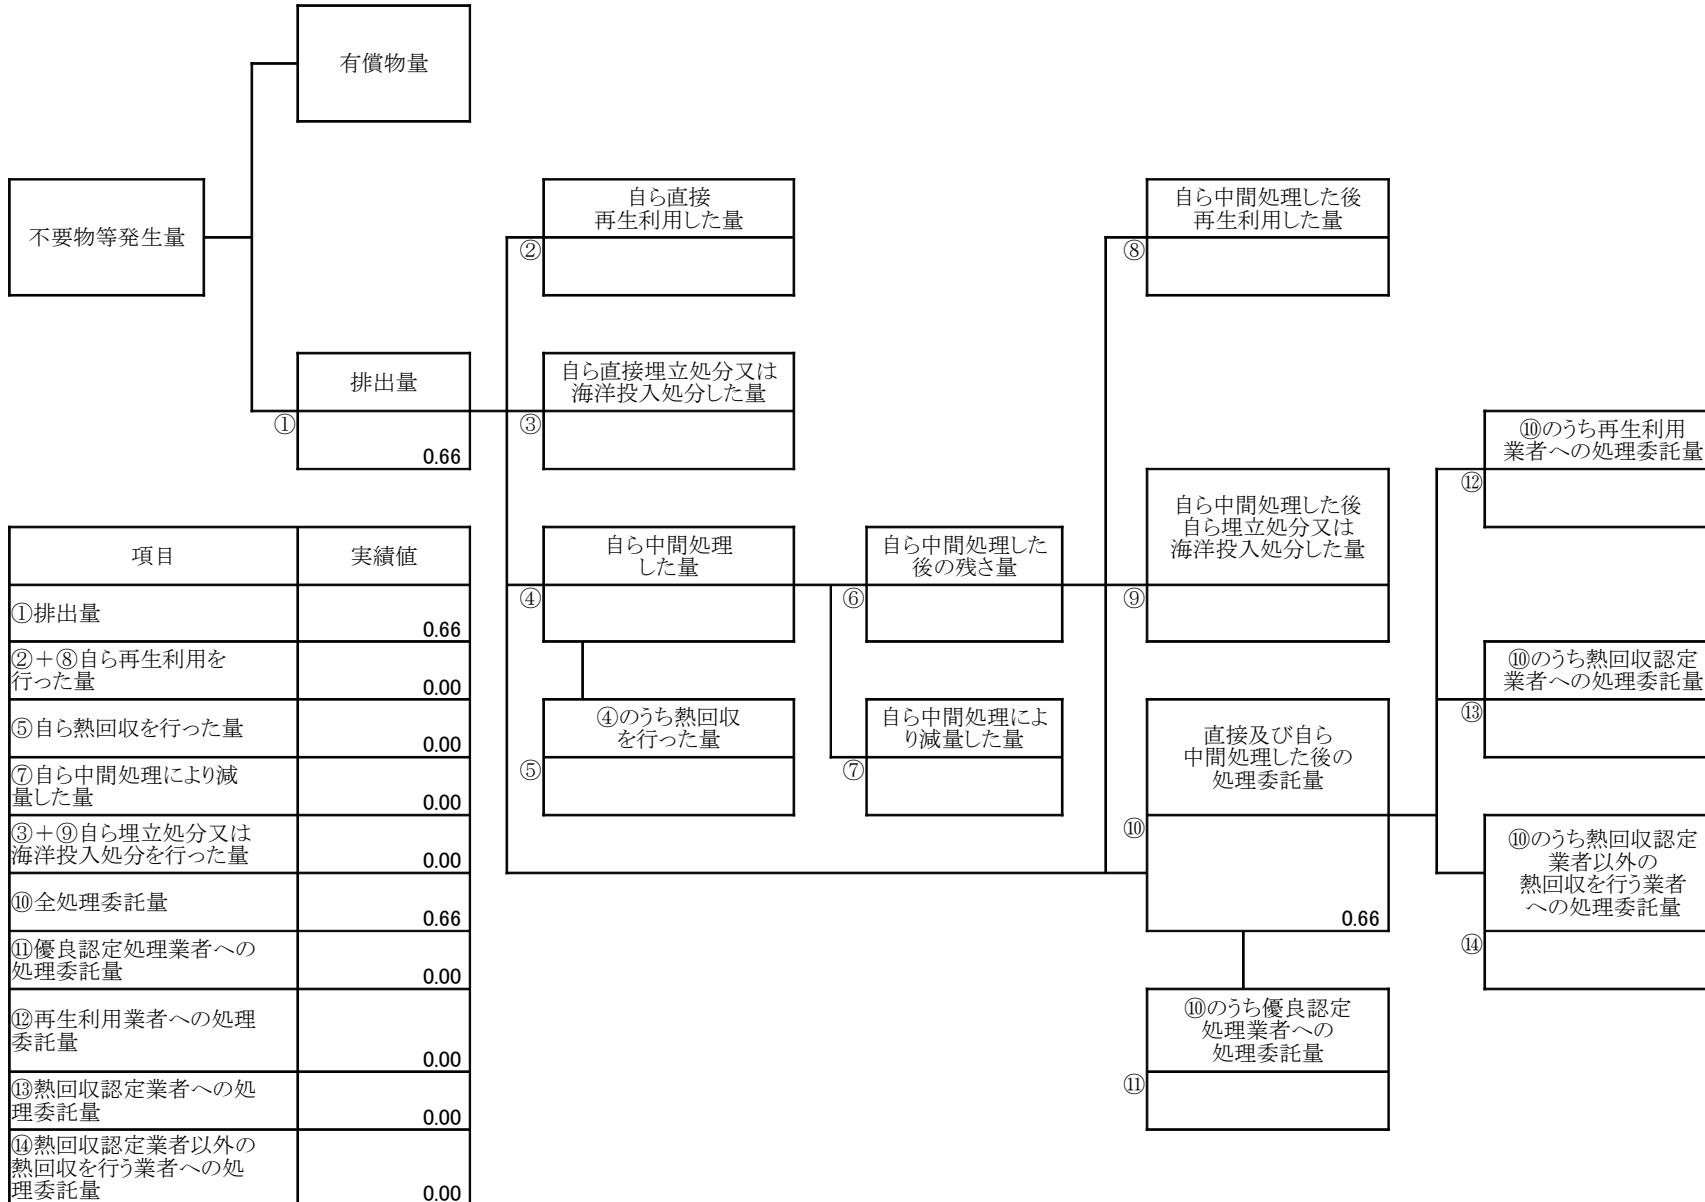 有償物量
不要物等発生量
自ら直接
再生利用した量
②
自ら中間処理した後
再生利用した量
⑧
排出量
①
0.66
自ら直接埋立処分又は
海洋投入処分した量
③
⑩のうち再生利用
業者への処理委託量
⑫
自ら中間処理
した量
④
自ら中間処理した
後の残さ量
⑥
自ら中間処理した後
自ら埋立処分又は
海洋投入処分した量
⑨
⑩のうち熱回収認定
業者への処理委託量
⑬
④のうち熱回収
を行った量
⑤
自ら中間処理によ
り減量した量
⑦
直接及び自ら
中間処理した後の
処理委託量
⑩
0.66
⑩のうち熱回収認定
業者以外の
熱回収を行う業者
への処理委託量
⑭
⑩のうち優良認定
処理業者への
処理委託量
⑪
項目 実績値
①排出量
0.66
②＋⑧自ら再生利用を
行った量
0.00
⑤自ら熱回収を行った量
0.00
⑦自ら中間処理により減
量した量
0.00
③＋⑨自ら埋立処分又は
海洋投入処分を行った量
0.00
⑩全処理委託量
0.66
⑪優良認定処理業者への
処理委託量
0.00
⑫再生利用業者への処理
委託量
0.00
⑬熱回収認定業者への処
理委託量
0.00
⑭熱回収認定業者以外の
熱回収を行う業者への処
理委託量
0.00